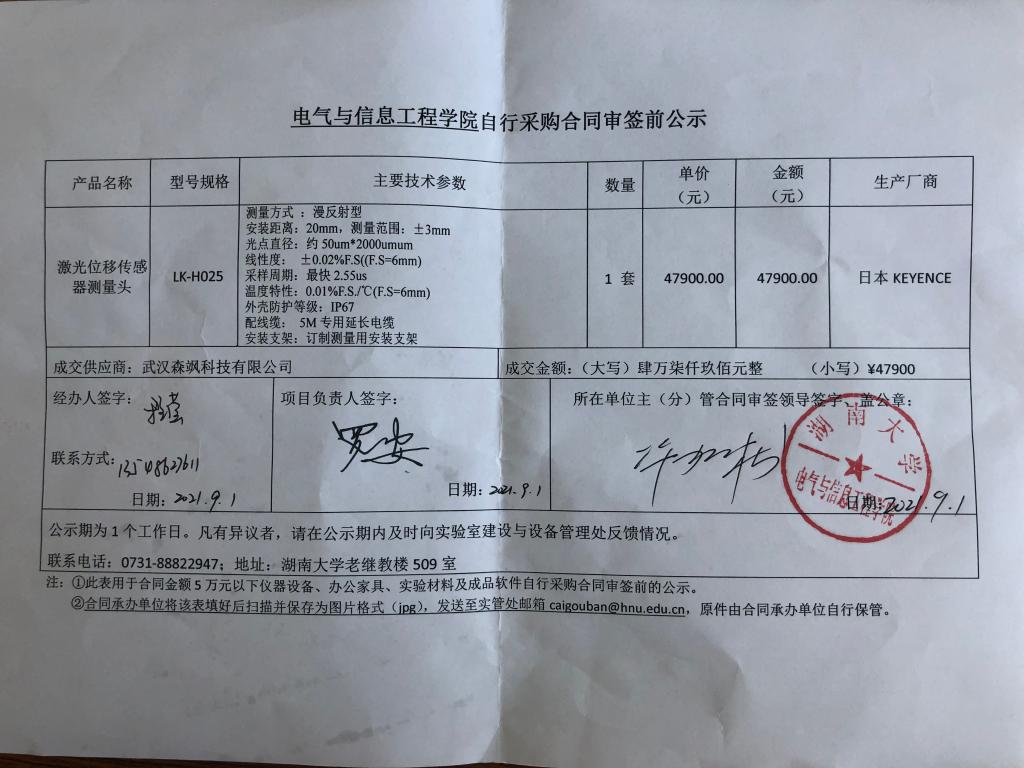 电气与信息工程学院自行采购合同审签前公示
产品名称 型号规格 主要技术参数 数量 单价（元） 金额（元） 生产厂商
激光位移传感器测量头 LK-H025
测量方式：漫反射型
安装距离：20mm，测量范围：±3mm
光点直径：约 50um*2000umum
线性度： ±0.02%F.S((F.S=6mm)
采样周期：最快 2.55us
温度特性：0.01%F.S./℃(F.S=6mm)
外壳防护等级：IP67
配线缆： 5M 专用延长电缆
安装支架：订制测量用安装支架
1 套 47900.00 47900.00 日本 KEYENCE
成交供应商：武汉森飒科技有限公司 成交金额：（大写）肆万柒仟玖佰元整 （小写）¥47900
经办人签字： 项目负责人签字： 所在单位主（分）管合同审签领导签字、盖公章：
罗安
湖南大学
电气与信息工程学院
联系方式：13548627611
日期：2021.9.1 日期：2021.9.1 日期：2021.9.1
公示期为 1 个工作日。凡有异议者，请在公示期内及时向实验室建设与设备管理处反馈情况。
联系电话：0731-88822947；地址：湖南大学老继教楼 509 室
注：①此表用于合同金额 5 万元以下仪器设备、办公家具、实验材料及成品软件自行采购合同审签前的公示。
②合同承办单位将该表填好后扫描并保存为图片格式（jpg），发送至实管处邮箱 caigouban@hnu.edu.cn，原件由合同承办单位自行保管。